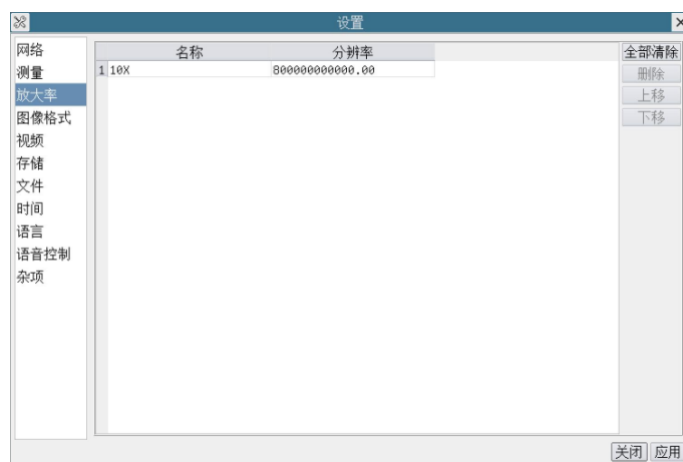 设置
网络
测量
放大率
图像格式
视频
存储
文件
时间
语言
语音控制
杂项
名称 分辨率
1 10X 800000000000.00
全部清除
删除
上移
下移
关闭 应用